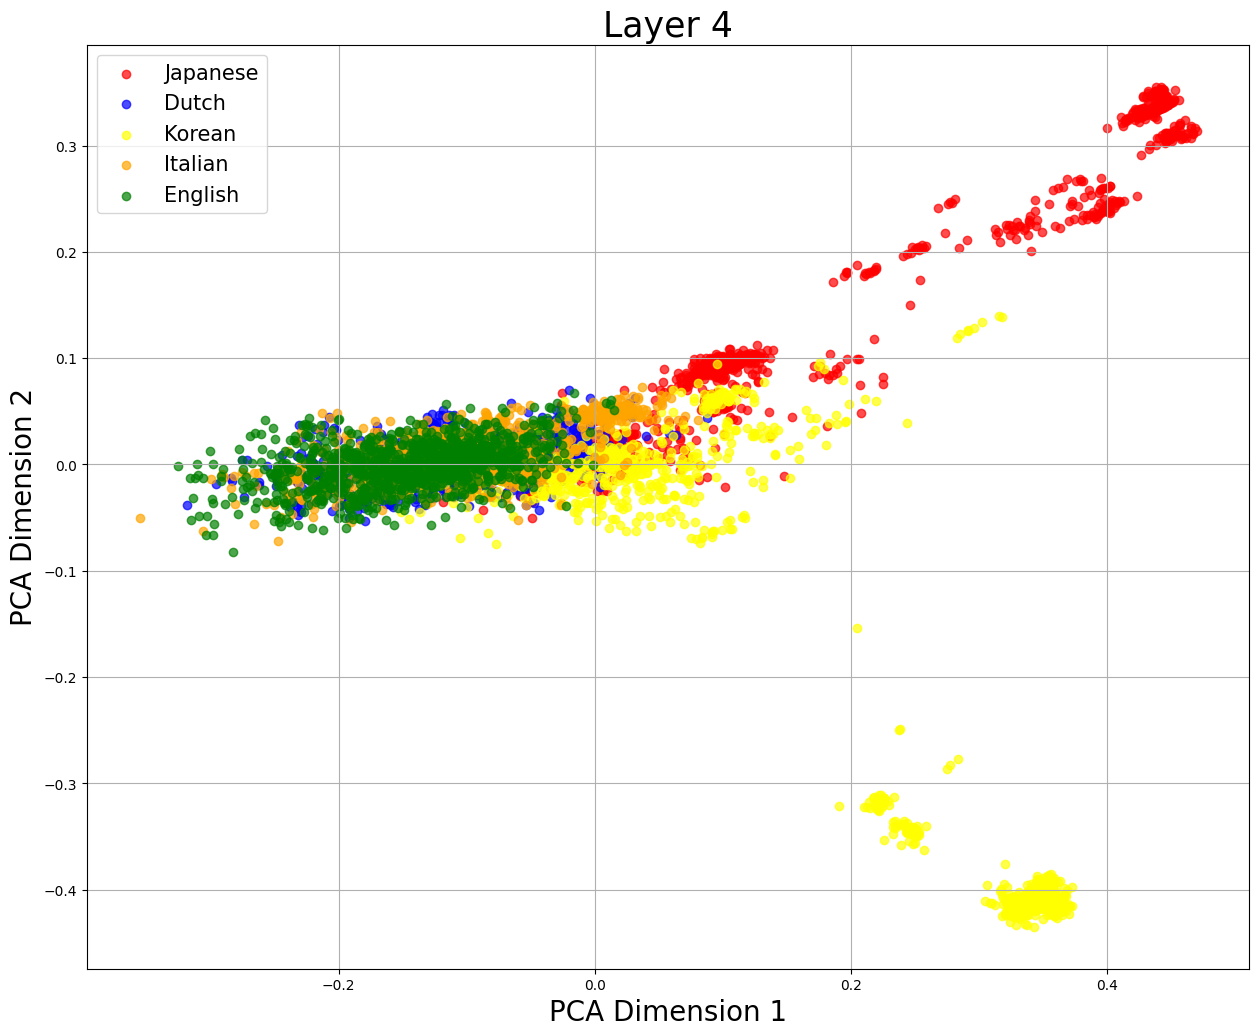 Layer 4
Japanese
Dutch
Korean
Italian
English
PCA Dimension 2
0.3
0.2
0.1
0.0
−0.1
−0.2
−0.3
−0.4
−0.2
0.0
0.2
0.4
PCA Dimension 1